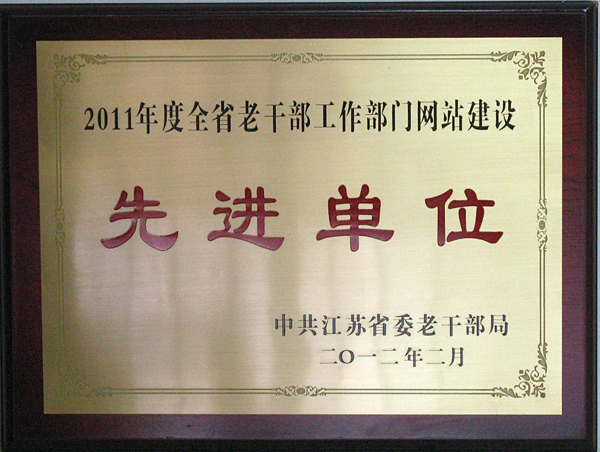 2011年度全省老干部工作部门网站建设
先进单位
中共江苏省委老干部局
二〇一二年二月